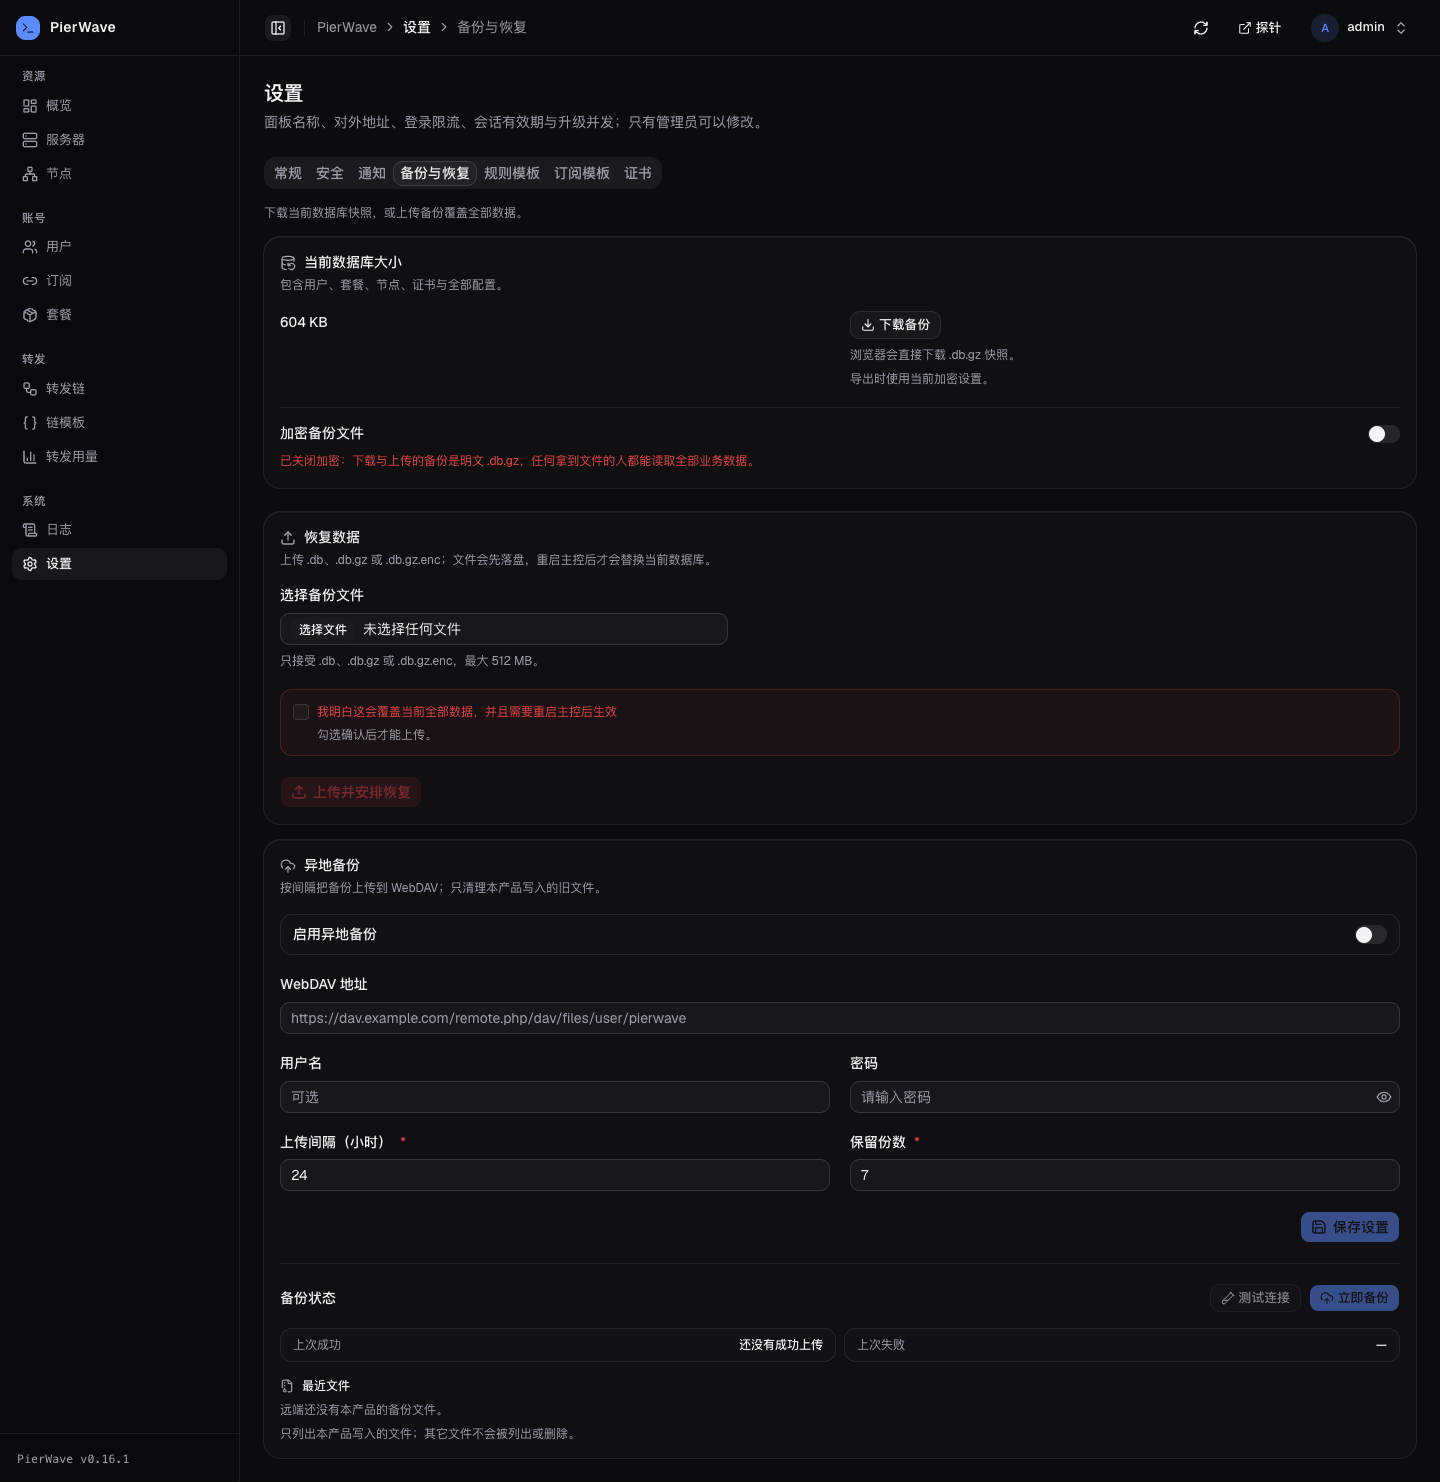 PierWave
PierWave > 设置 > 备份与恢复
探针
A
admin
资源
概览
服务器
节点
账号
用户
订阅
套餐
转发
转发链
链模板
转发用量
系统
日志
设置
PierWave v0.16.1
设置
面板名称、对外地址、登录限流、会话有效期与升级并发；只有管理员可以修改。
常规 安全 通知 备份与恢复 规则模板 订阅模板 证书
下载当前数据库快照，或上传备份覆盖全部数据。
当前数据库大小
包含用户、套餐、节点、证书与全部配置。
604 KB
下载备份
浏览器会直接下载 .db.gz 快照。
导出时使用当前加密设置。
加密备份文件
已关闭加密：下载与上传的备份是明文 .db.gz，任何拿到文件的人都能读取全部业务数据。
恢复数据
上传 .db、.db.gz 或 .db.gz.enc；文件会先落盘，重启主控后才会替换当前数据库。
选择备份文件
选择文件 未选择任何文件
只接受 .db、.db.gz 或 .db.gz.enc，最大 512 MB。
我明白这会覆盖当前全部数据，并且需要重启主控后生效
勾选确认后才能上传。
上传并安排恢复
异地备份
按间隔把备份上传到 WebDAV；只清理本产品写入的旧文件。
启用异地备份
WebDAV 地址
https://dav.example.com/remote.php/dav/files/user/pierwave
用户名
可选
密码
请输入密码
上传间隔（小时） *
24
保留份数 *
7
保存设置
备份状态
测试连接
立即备份
上次成功 还没有成功上传
上次失败 —
最近文件
远端还没有本产品的备份文件。
只列出本产品写入的文件；其它文件不会被列出或删除。